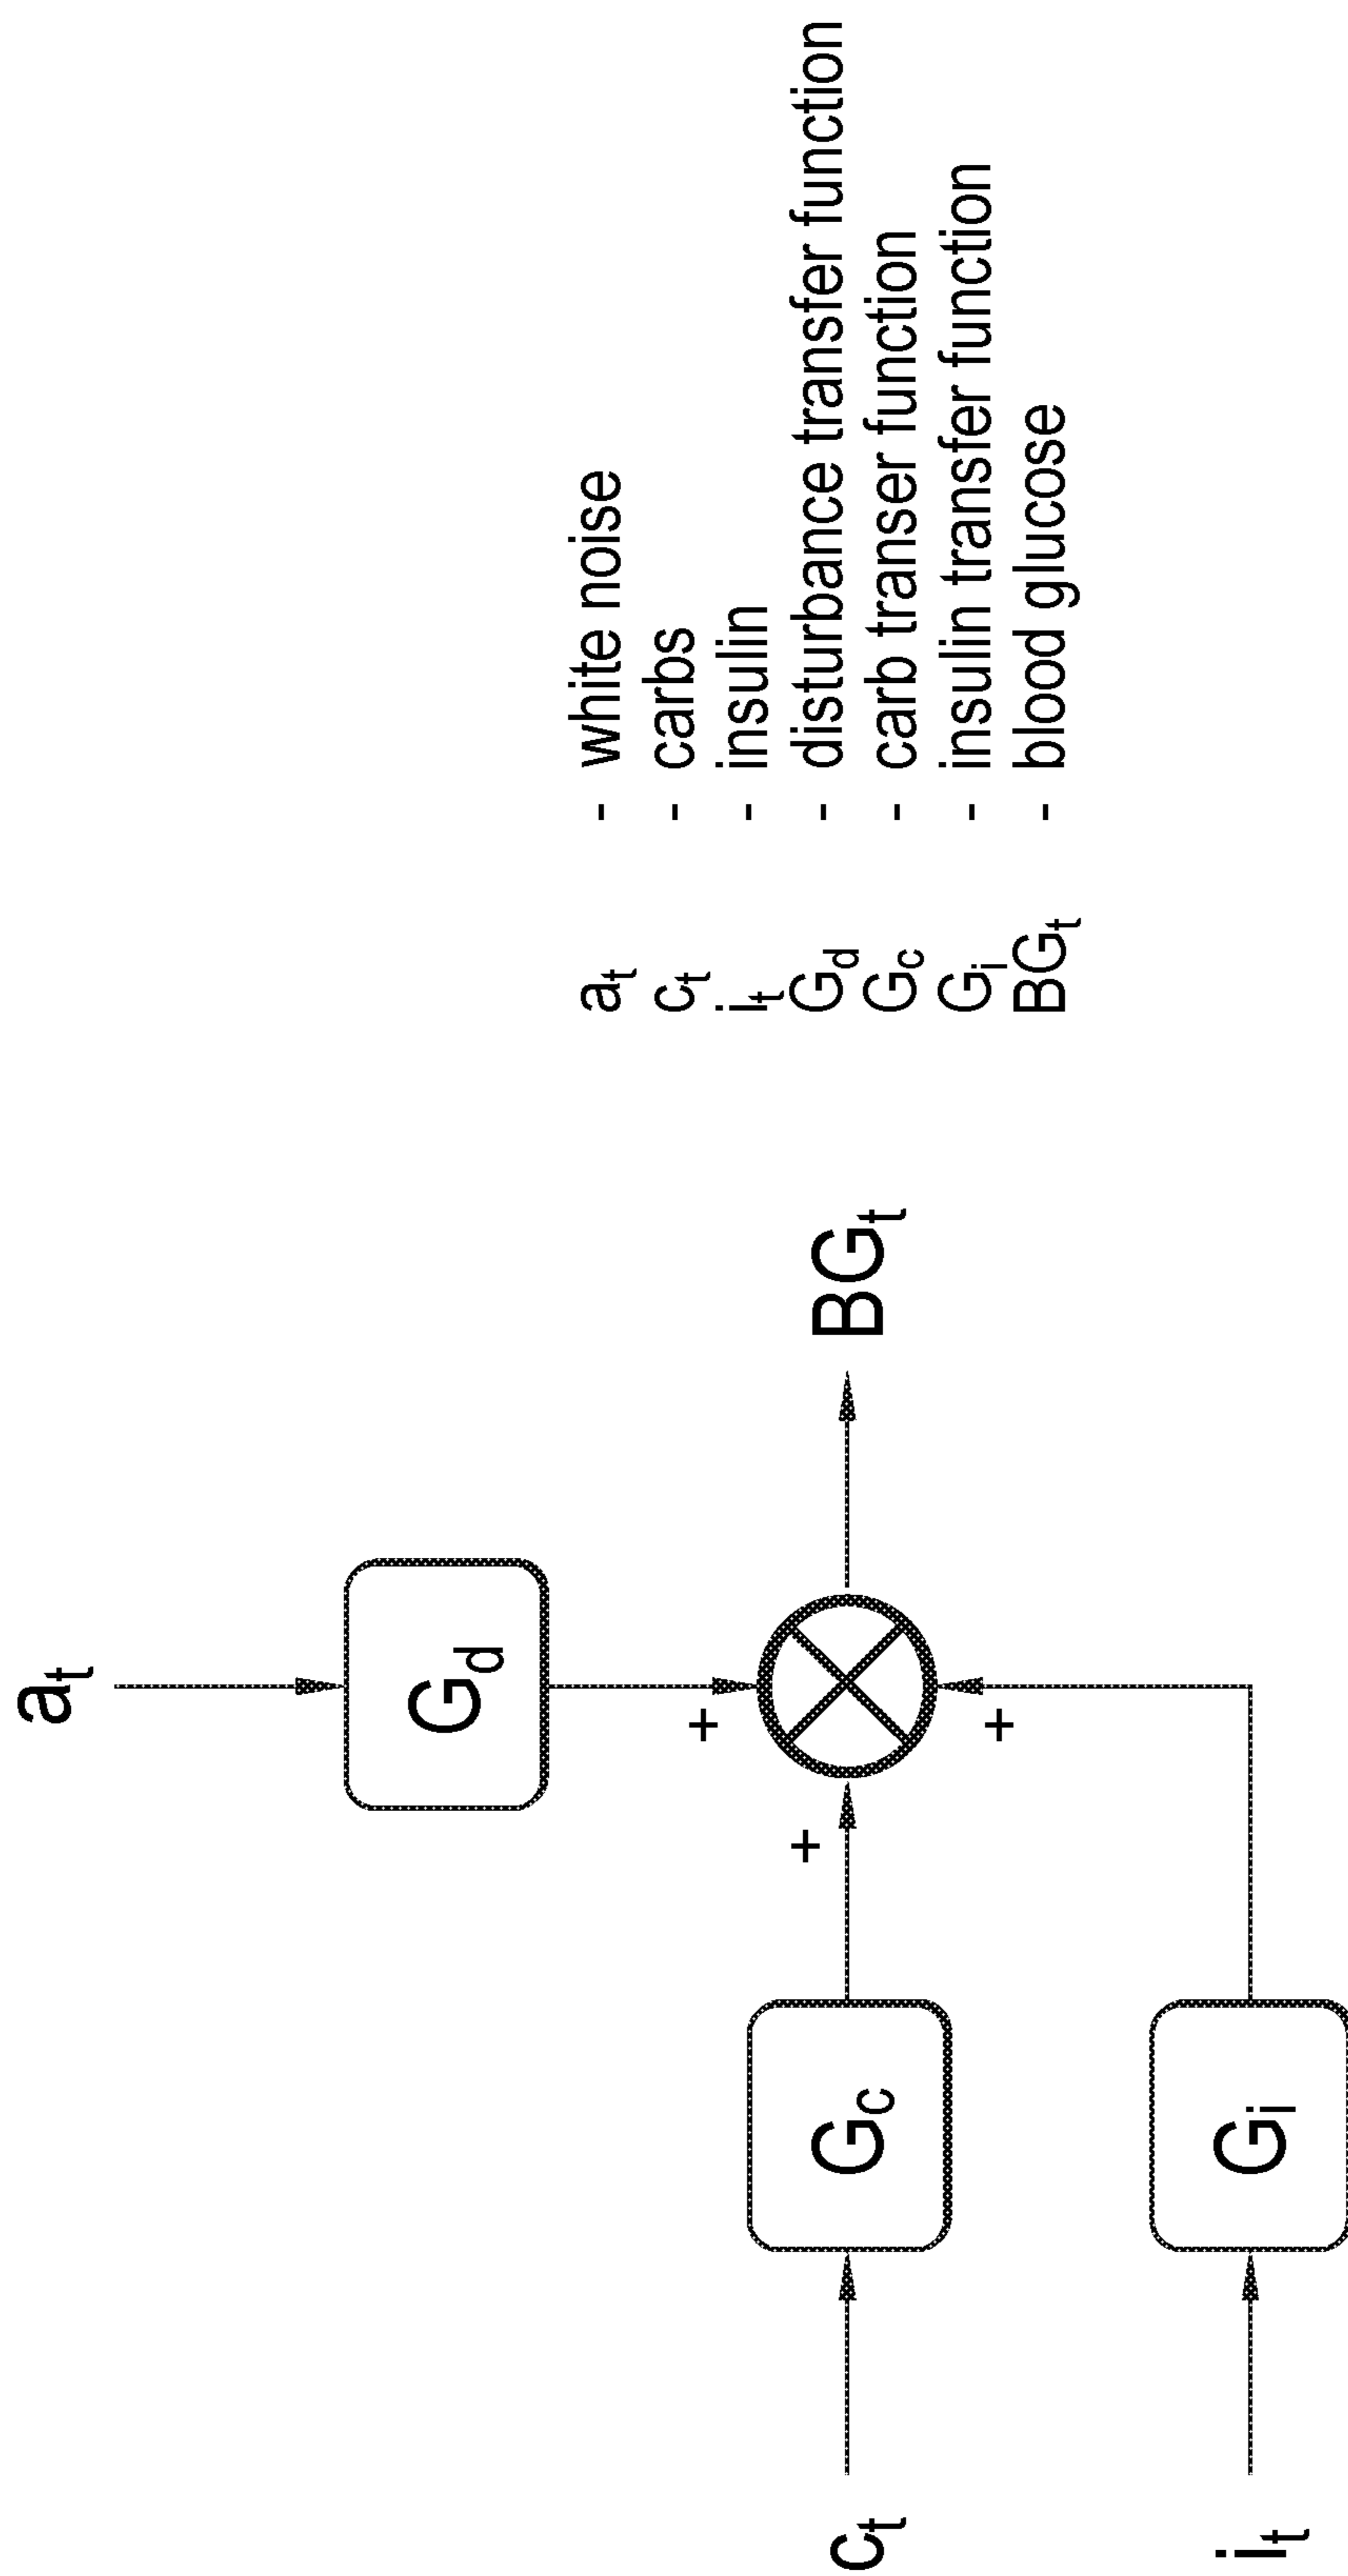 a_t
G_d
+
+
c_t
G_c
BG_t
+
i_t
G_i
a_t - white noise
c_t - carbs
i_t - insulin
G_d - disturbance transfer function
G_c - carb transer function
G_i - insulin transfer function
BG_t - blood glucose